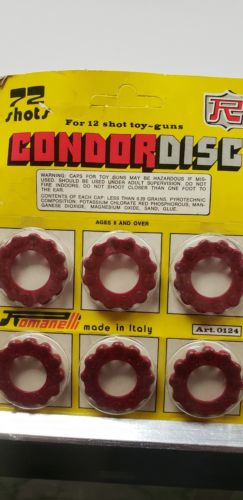 72
shots
R
For 12 shot toy-guns
CONDORDISC
WARNING: CAPS FOR TOY GUNS MAY BE HAZARDOUS IF MIS-
USED. SHOULD BE USED UNDER ADULT SUPERVISION. DO NOT
FIRE INDOORS. DO NOT SHOOT CLOSER THAN ONE FOOT TO
THE EAR.
CONTENTS OF EACH CAP: LESS THAN 0.20 GRAINS. PYROTECHNIC
COMPOSITION: POTASSIUM CHLORATE RED PHOSPHOROUS, MAN-
GANESE DIOXIDE, MAGNESIUM OXIDE, SAND, GLUE.
AGES 8 AND OVER
Romanelli
made in Italy
Art. 0124